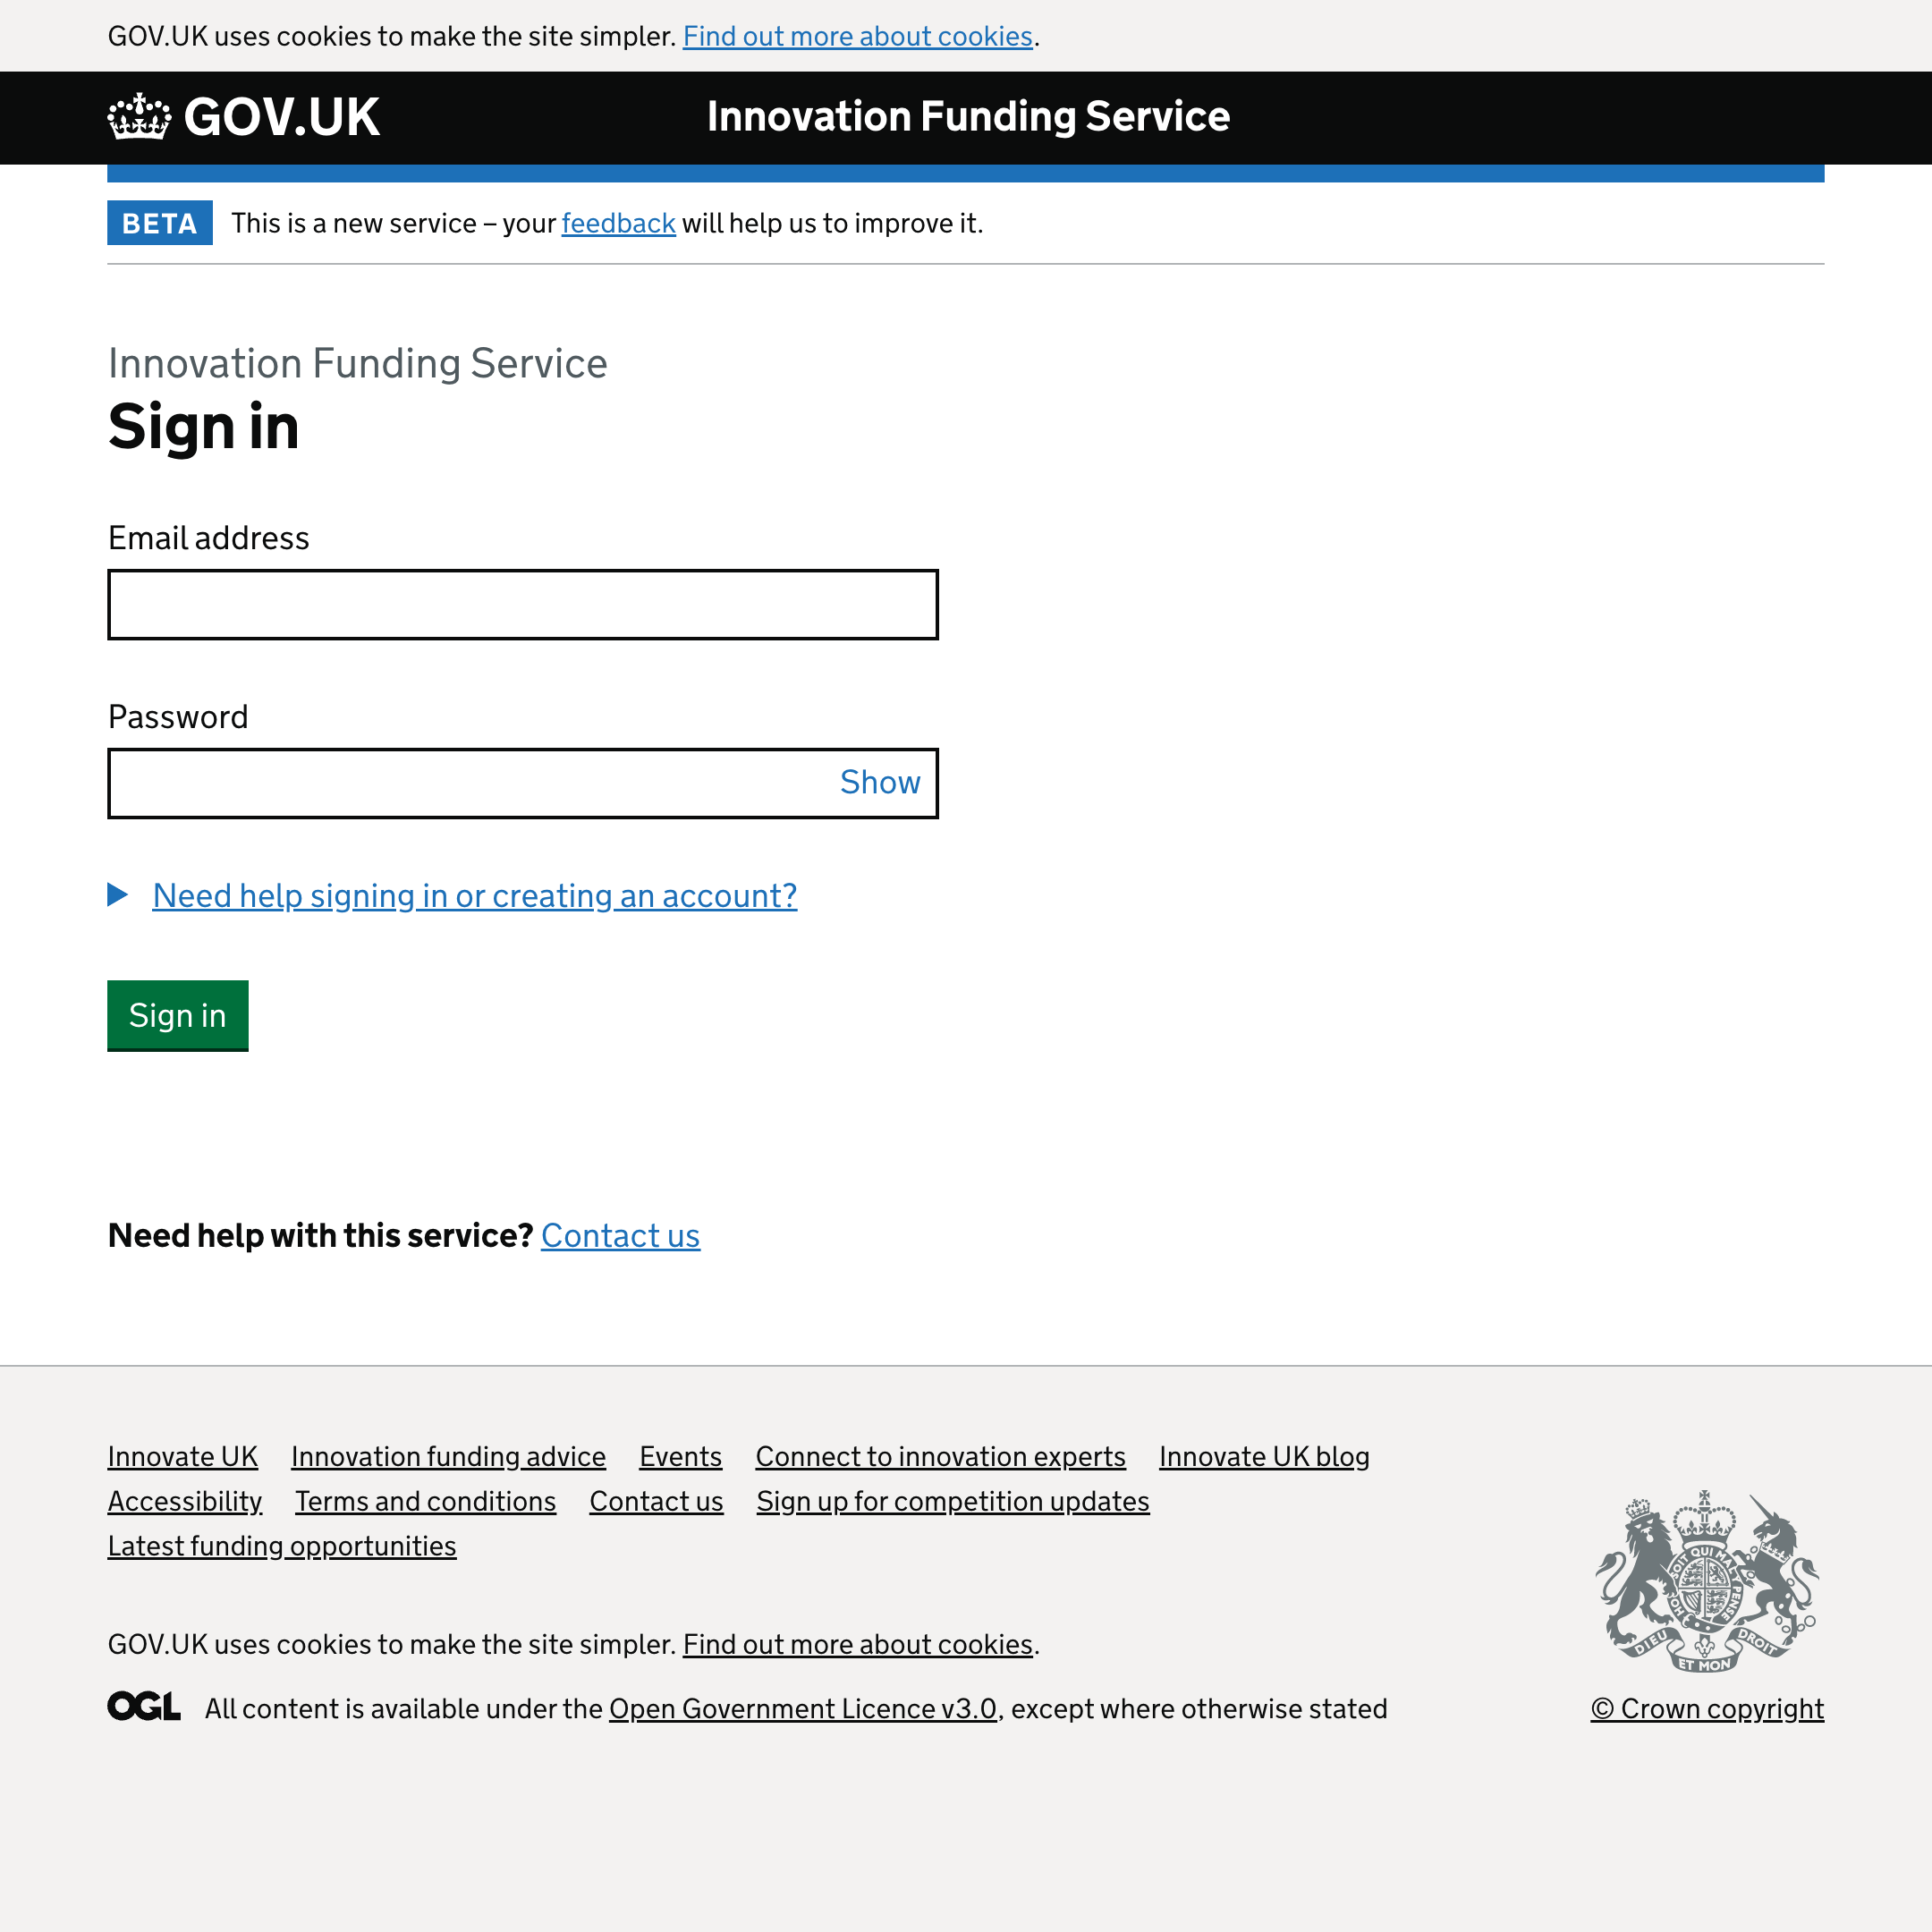 GOV.UK uses cookies to make the site simpler. Find out more about cookies.
GOV.UK
Innovation Funding Service
BETA This is a new service – your feedback will help us to improve it.
Innovation Funding Service
Sign in
Email address
Password
Show
Need help signing in or creating an account?
Sign in
Need help with this service? Contact us
Innovate UK Innovation funding advice Events Connect to innovation experts Innovate UK blog
Accessibility Terms and conditions Contact us Sign up for competition updates
Latest funding opportunities
GOV.UK uses cookies to make the site simpler. Find out more about cookies.
OGL All content is available under the Open Government Licence v3.0, except where otherwise stated
DIEU ET MON DROIT
© Crown copyright